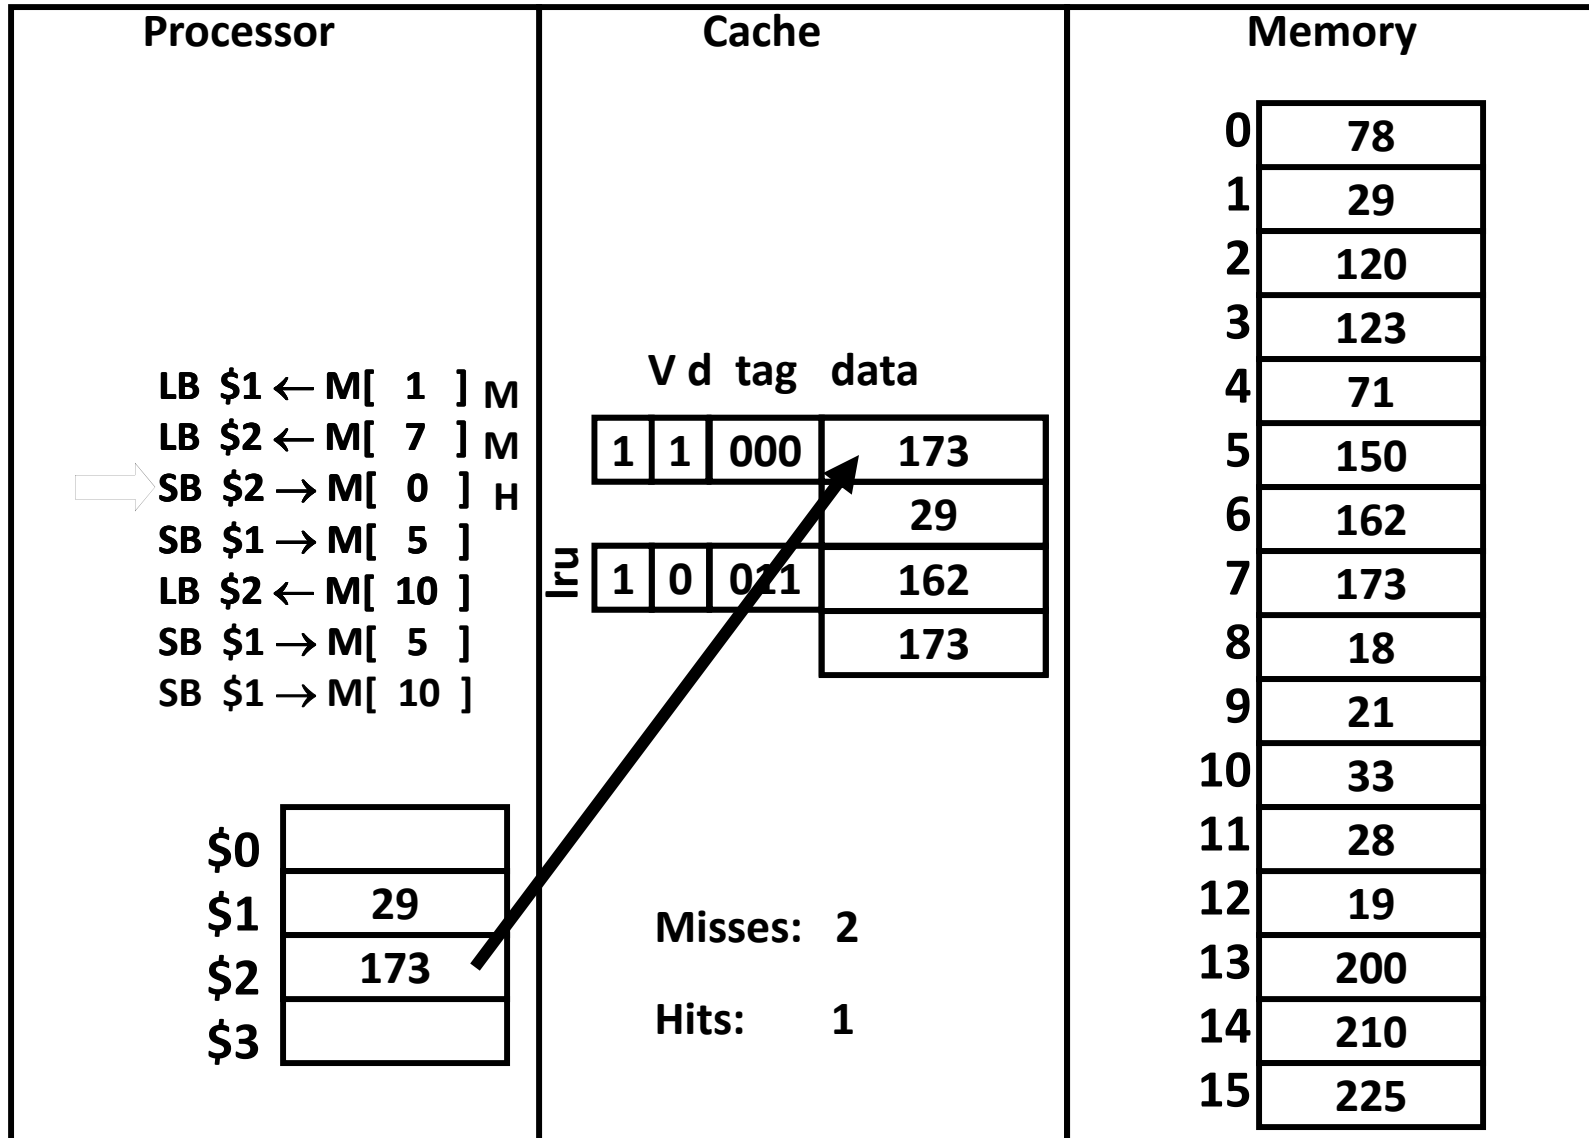 Processor
LB $1 ← M[ 1 ] M
LB $2 ← M[ 7 ] M
SB $2 → M[ 0 ] H
SB $1 → M[ 5 ]
LB $2 ← M[ 10 ]
SB $1 → M[ 5 ]
SB $1 → M[ 10 ]
$0
$1 29
$2 173
$3
Cache
V d tag data
1 1 000 173
29
lru 1 0 011 162
173
Misses: 2
Hits: 1
Memory
0 78
1 29
2 120
3 123
4 71
5 150
6 162
7 173
8 18
9 21
10 33
11 28
12 19
13 200
14 210
15 225